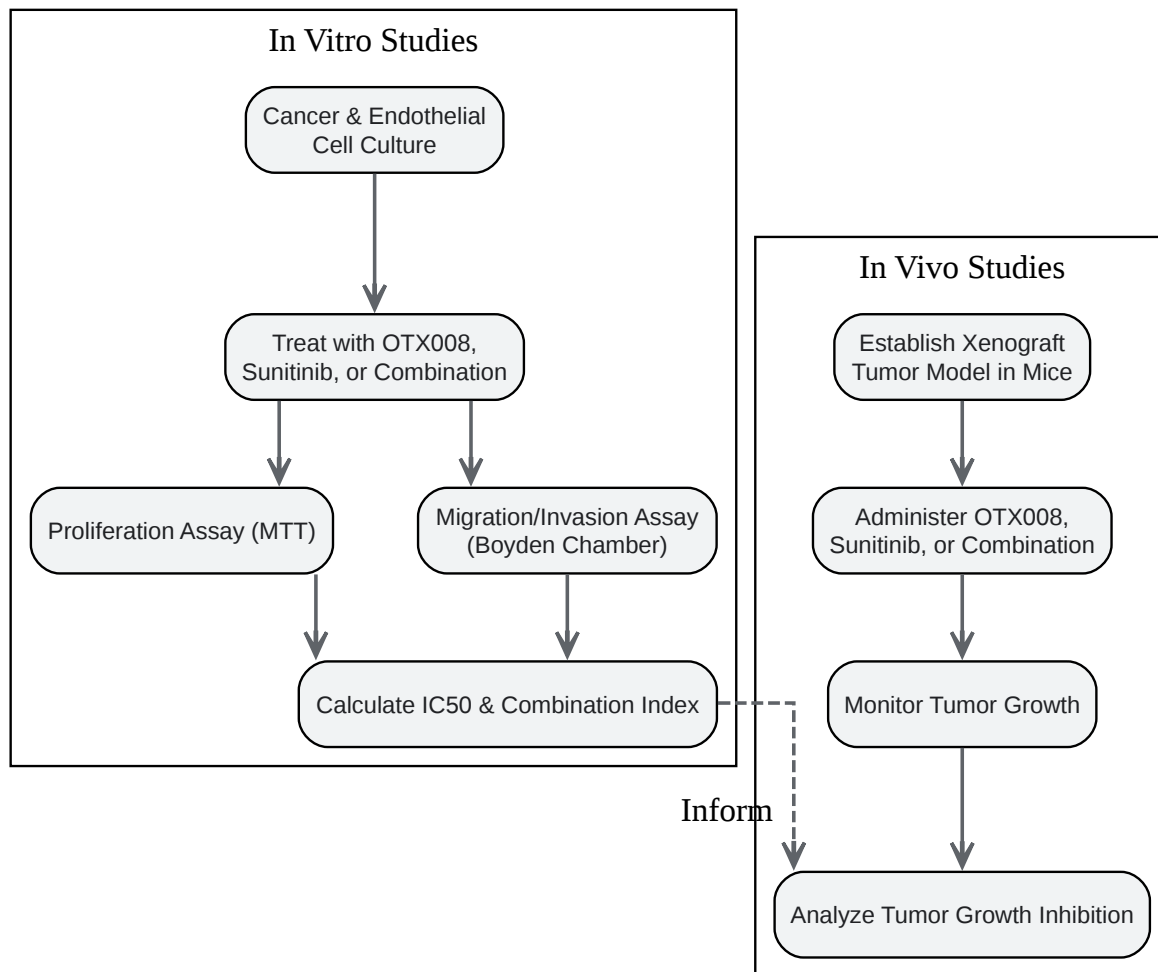 In Vitro Studies
Cancer & Endothelial
Cell Culture
Treat with OTX008,
Sunitinib, or Combination
Proliferation Assay (MTT)
Migration/Invasion Assay
(Boyden Chamber)
Calculate IC50 & Combination Index
Inform
In Vivo Studies
Establish Xenograft
Tumor Model in Mice
Administer OTX008,
Sunitinib, or Combination
Monitor Tumor Growth
Analyze Tumor Growth Inhibition